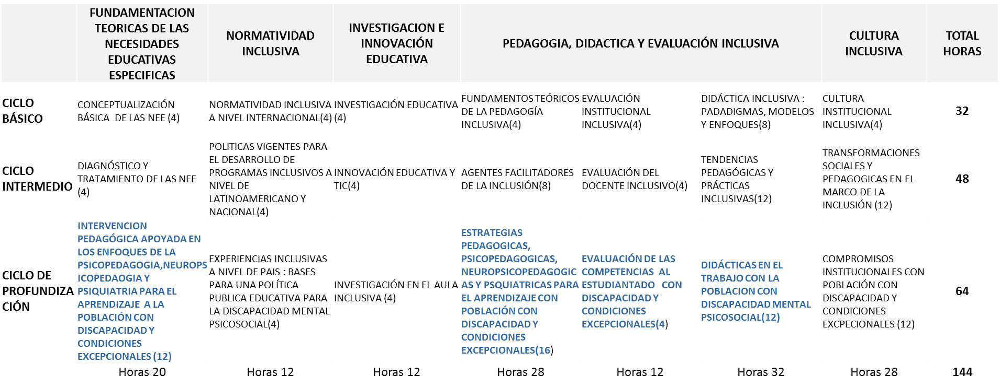 FUNDAMENTACION
TEORICAS DE LAS
NECESIDADES
EDUCATIVAS
ESPECIFICAS
NORMATIVIDAD
INCLUSIVA
INVESTIGACION E
INNOVACIÓN
EDUCATIVA
PEDAGOGIA, DIDACTICA Y EVALUACIÓN INCLUSIVA
CULTURA
INCLUSIVA
TOTAL
HORAS
CICLO
BÁSICO
CONCEPTUALIZACIÓN
BÁSICA DE LAS NEE (4)
NORMATIVIDAD INCLUSIVA
A NIVEL INTERNACIONAL(4)
INVESTIGACIÓN EDUCATIVA
(4)
FUNDAMENTOS TEÓRICOS
DE LA PEDAGOGÍA
INCLUSIVA(4)
EVALUACIÓN
INSTITUCIONAL
INCLUSIVA(4)
DIDÁCTICA INCLUSIVA :
PADADIGMAS, MODELOS
Y ENFOQUES(8)
CULTURA
INSTITUCIONAL
INCLUSIVA(4)
32
CICLO
INTERMEDIO
DIAGNÓSTICO Y
TRATAMIENTO DE LAS NEE
(4)
POLITICAS VIGENTES PARA
EL DESARROLLO DE
PROGRAMAS INCLUSIVOS A
NIVEL DE
LATINOAMERICANO Y
NACIONAL(4)
INNOVACIÓN EDUCATIVA Y
TIC(4)
AGENTES FACILITADORES
DE LA INCLUSIÓN(8)
EVALUACIÓN DEL
DOCENTE INCLUSIVO(4)
TENDENCIAS
PEDAGÓGICAS Y
PRÁCTICAS
INCLUSIVAS(12)
TRANSFORMACIONES
SOCIALES Y
PEDAGOGICAS EN EL
MARCO DE LA
INCLUSIÓN (12)
48
CICLO DE
PROFUNDIZA
CIÓN
INTERVENCION
PEDAGÓGICA APOYADA EN
LOS ENFOQUES DE LA
PSICOPEDAGOGIA,NEUROPS
ICOPEDAOGIA Y
PSIQUIATRIA PARA EL
APRENDIZAJE A LA
POBLACIÓN CON
DISCAPACIDAD Y
CONDICIONES
EXCEPCIONALES (12)
EXPERIENCIAS INCLUSIVAS
A NIVEL DE PAIS : BASES
PARA UNA POLÍTICA
PUBLICA EDUCATIVA PARA
LA DISCAPACIDAD MENTAL
PSICOSOCIAL(4)
INVESTIGACIÓN EN EL AULA
INCLUSIVA (4)
ESTRATEGIAS
PEDAGOGICAS,
PSICOPEDAGOGICAS,
NEUROPSICOPEDAGOGIC
AS Y PSQUIATRICAS PARA
EL APRENDIZAJE CON
POBLACIÓN CON
DISCAPACIDAD Y
CONDICIONES
EXCEPCIONALES(16)
EVALUACIÓN DE LAS
COMPETENCIAS AL
ESTUDIANTADO CON
DISCAPACIDAD Y
CONDICIONES
EXCEPCIONALES(4)
DIDÁCTICAS EN EL
TRABAJO CON LA
POBLACION CON
DISCAPACIDAD MENTAL
PSICOSOCIAL(12)
COMPROMISOS
INSTITUCIONALES CON
POBLACIÓN CON
DISCAPACIDAD Y
CONDICIONES
EXCPECIONALES (12)
64
Horas 20
Horas 12
Horas 12
Horas 28
Horas 12
Horas 32
Horas 28
144